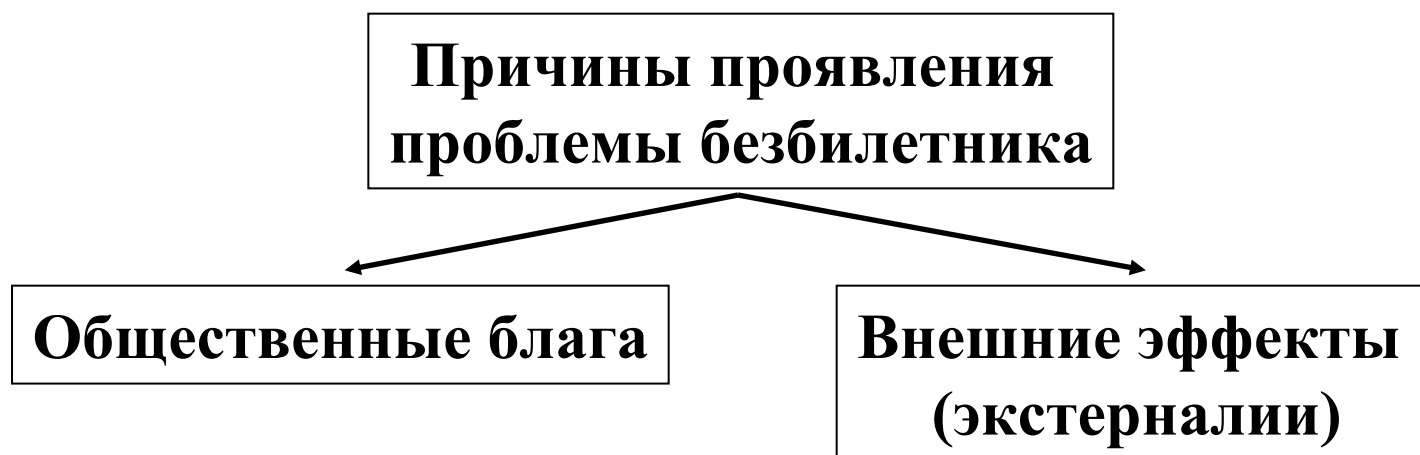 Причины проявления
проблемы безбилетника
Общественные блага
Внешние эффекты
(экстерналии)